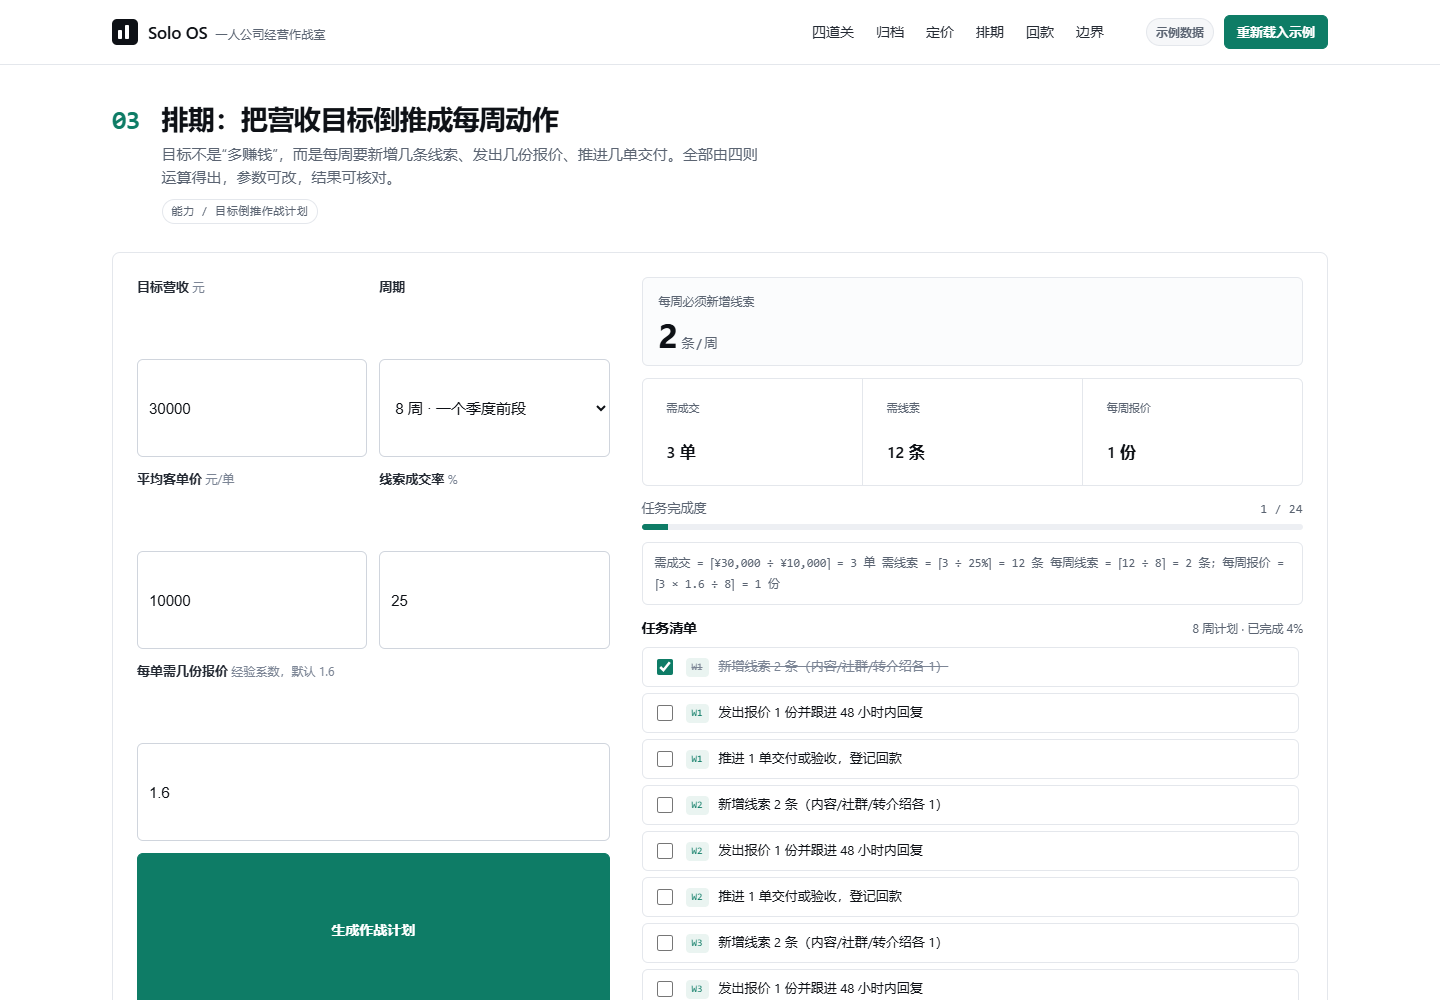 Solo OS 一人公司经营作战室
四道关 归档 定价 排期 回款 边界 示例数据 重新载入示例
03 排期：把营收目标倒推成每周动作
目标不是“多赚钱”，而是每周要新增几条线索、发出几份报价、推进几单交付。全部由四则
运算得出，参数可改，结果可核对。
能力 / 目标倒推作战计划
目标营收 元 周期
30000 8 周 · 一个季度前段
平均客单价 元/单 线索成交率 %
10000 25
每单需几份报价 经验系数，默认 1.6
1.6
生成作战计划
每周必须新增线索
2 条/周
需成交 需线索 每周报价
3 单 12 条 1 份
任务完成度 1 / 24
需成交 = ⌈¥30,000 ÷ ¥10,000⌉ = 3 单 需线索 = ⌈3 ÷ 25%⌉ = 12 条 每周线索 = ⌈12 ÷ 8⌉ = 2 条；每周报价 =
⌈3 × 1.6 ÷ 8⌉ = 1 份
任务清单 8 周计划 · 已完成 4%
W1 新增线索 2 条（内容/社群/转介绍各 1）
W1 发出报价 1 份并跟进 48 小时内回复
W1 推进 1 单交付或验收，登记回款
W2 新增线索 2 条（内容/社群/转介绍各 1）
W2 发出报价 1 份并跟进 48 小时内回复
W2 推进 1 单交付或验收，登记回款
W3 新增线索 2 条（内容/社群/转介绍各 1）
W3 发出报价 1 份并跟进 48 小时内回复